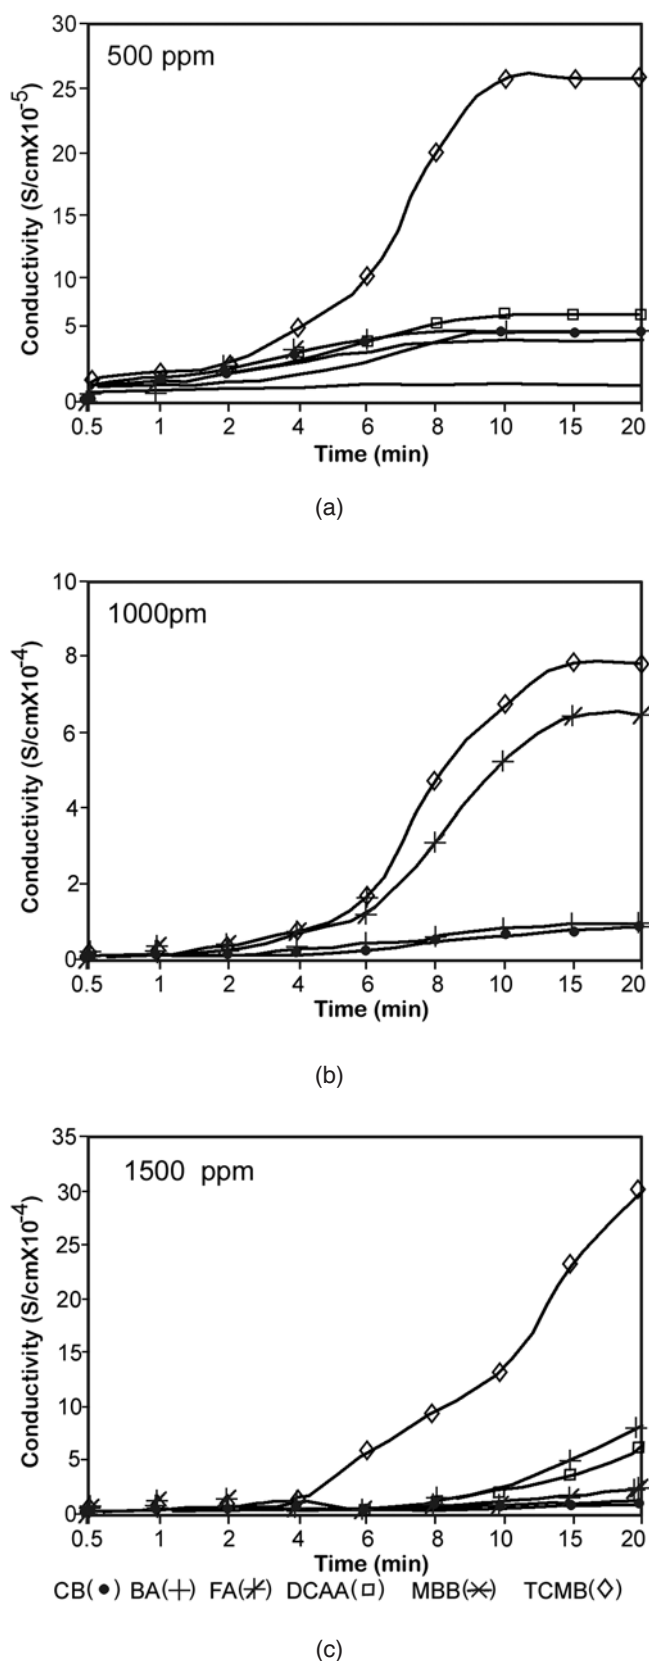 30
500 ppm
25
20
15
10
5
0
Conductivity (S/cmX10-5)
0.5 1 2 4 6 8 10 15 20
Time (min)
(a)
10
1000pm
8
6
4
2
0
Conductivity (S/cmX10-4)
0.5 1 2 4 6 8 10 15 20
Time (min)
(b)
35
1500 ppm
30
25
20
15
10
5
0
Conductivity (S/cmX10-4)
0.5 1 2 4 6 8 10 15 20
Time (min)
CB( ) BA( ) FA( ) DCAA( ) MBB( ) TCMB( )
(c)